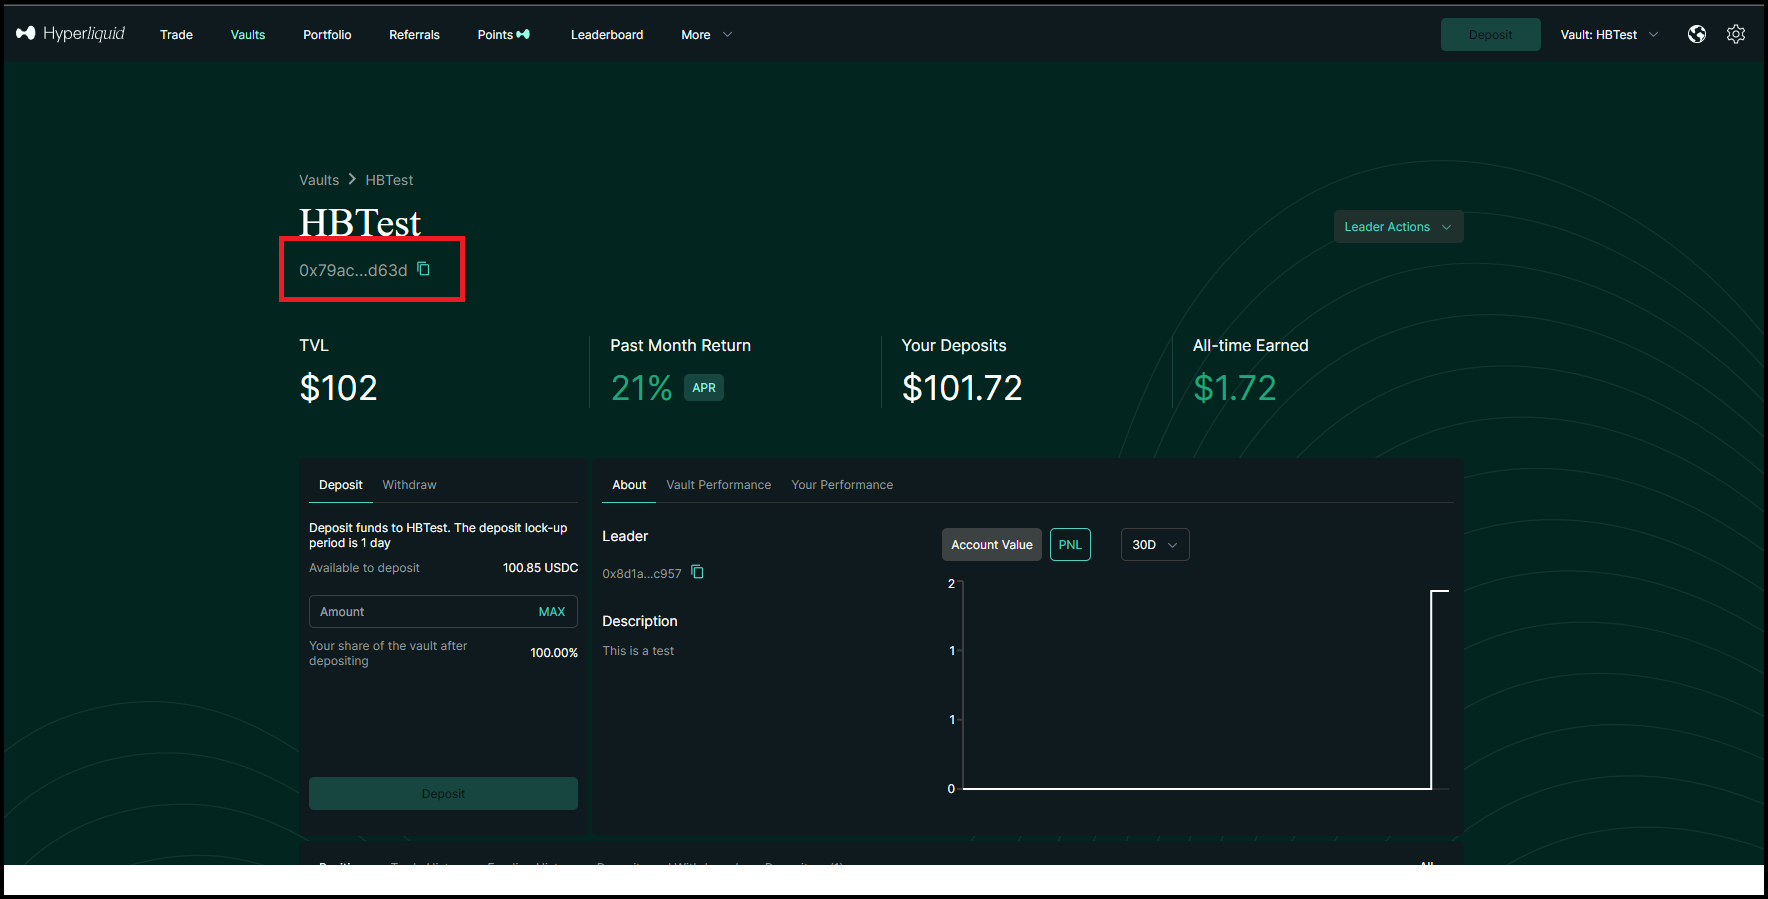 Hyperliquid Trade Vaults Portfolio Referrals Points Leaderboard More Deposit Vault: HBTest
Vaults HBTest
HBTest
Leader Actions
0x79ac...d63d
TVL Past Month Return Your Deposits All-time Earned
$102 21% APR $101.72 $1.72
Deposit Withdraw
Deposit funds to HBTest. The deposit lock-up
period is 1 day
Available to deposit 100.85 USDC
Amount MAX
Your share of the vault after
depositing
100.00%
Deposit
About Vault Performance Your Performance
Leader
0x8d1a...c957
Description
This is a test
Account Value PNL 30D
2
1
1
0